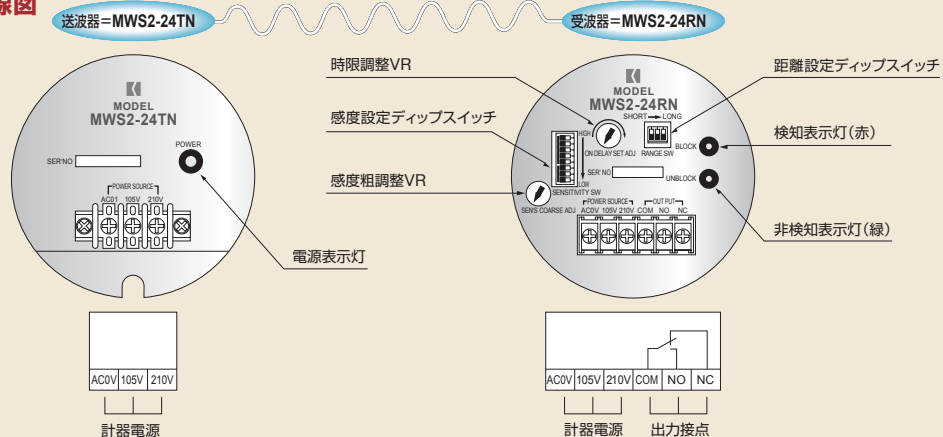 線図
送波器=MWS2-24TN
受波器=MWS2-24RN
MODEL
MWS2-24TN
POWER
SER'NO
POWER SOURCE
AC01 105V 210V
電源表示灯
AC0V 105V 210V
計器電源
時限調整VR
感度設定ディップスイッチ
感度粗調整VR
MODEL
MWS2-24RN
SHORT → LONG
HIGH
LOW
ON DELAY SET ADJ
RANGE SW
BLOCK
SER'NO
UNBLOCK
SENSITIVITY SW
SEN'S COARSE ADJ
POWER SOURCE
OUT PUT
AC0V 105V 210V COM NO NC
距離設定ディップスイッチ
検知表示灯(赤)
非検知表示灯(緑)
AC0V 105V 210V COM NO NC
計器電源 出力接点